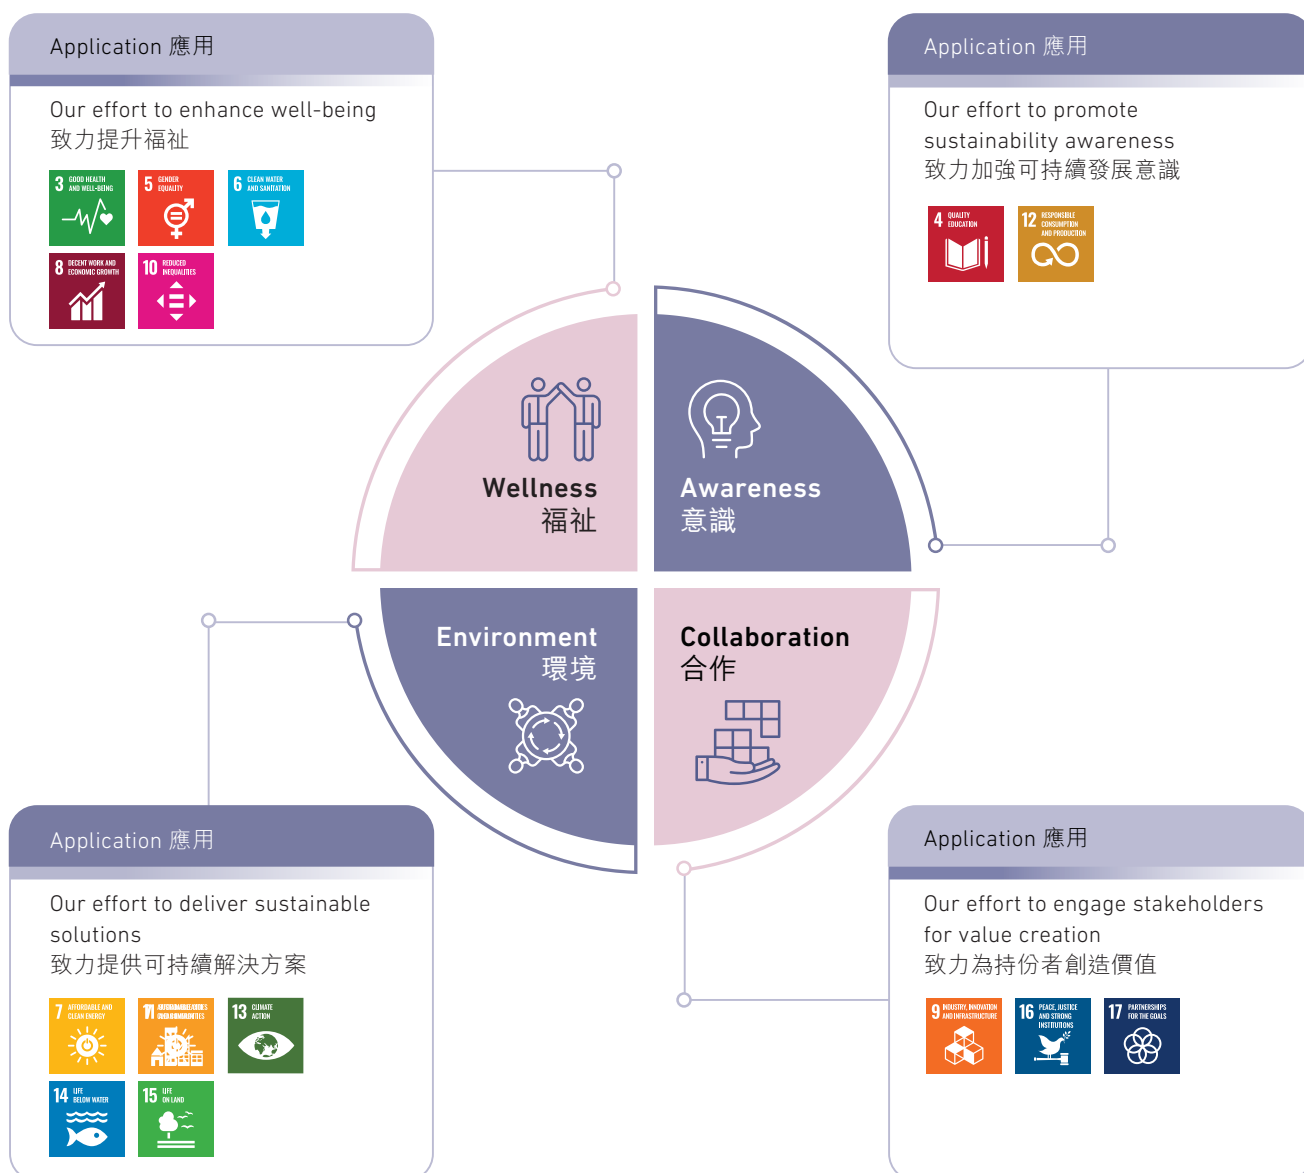 Application 應用
Our effort to enhance well-being
致力提升福祉
3 GOOD HEALTH
AND WELL-BEING
5 GENDER
EQUALITY
6 CLEAN WATER
AND SANITATION
8 DECENT WORK AND
ECONOMIC GROWTH
10 REDUCED
INEQUALITIES
Application 應用
Our effort to promote
sustainability awareness
致力加強可持續發展意識
4 QUALITY
EDUCATION
12 RESPONSIBLE
CONSUMPTION
AND PRODUCTION
Wellness
福祉
Awareness
意識
Environment
環境
Collaboration
合作
Application 應用
Our effort to deliver sustainable
solutions
致力提供可持續解決方案
7 AFFORDABLE AND
CLEAN ENERGY
13 CLIMATE
ACTION
14 LIFE
BELOW WATER
15 LIFE
ON LAND
Application 應用
Our effort to engage stakeholders
for value creation
致力為持份者創造價值
9 INDUSTRY, INNOVATION
AND INFRASTRUCTURE
16 PEACE, JUSTICE
AND STRONG
INSTITUTIONS
17 PARTNERSHIPS
FOR THE GOALS